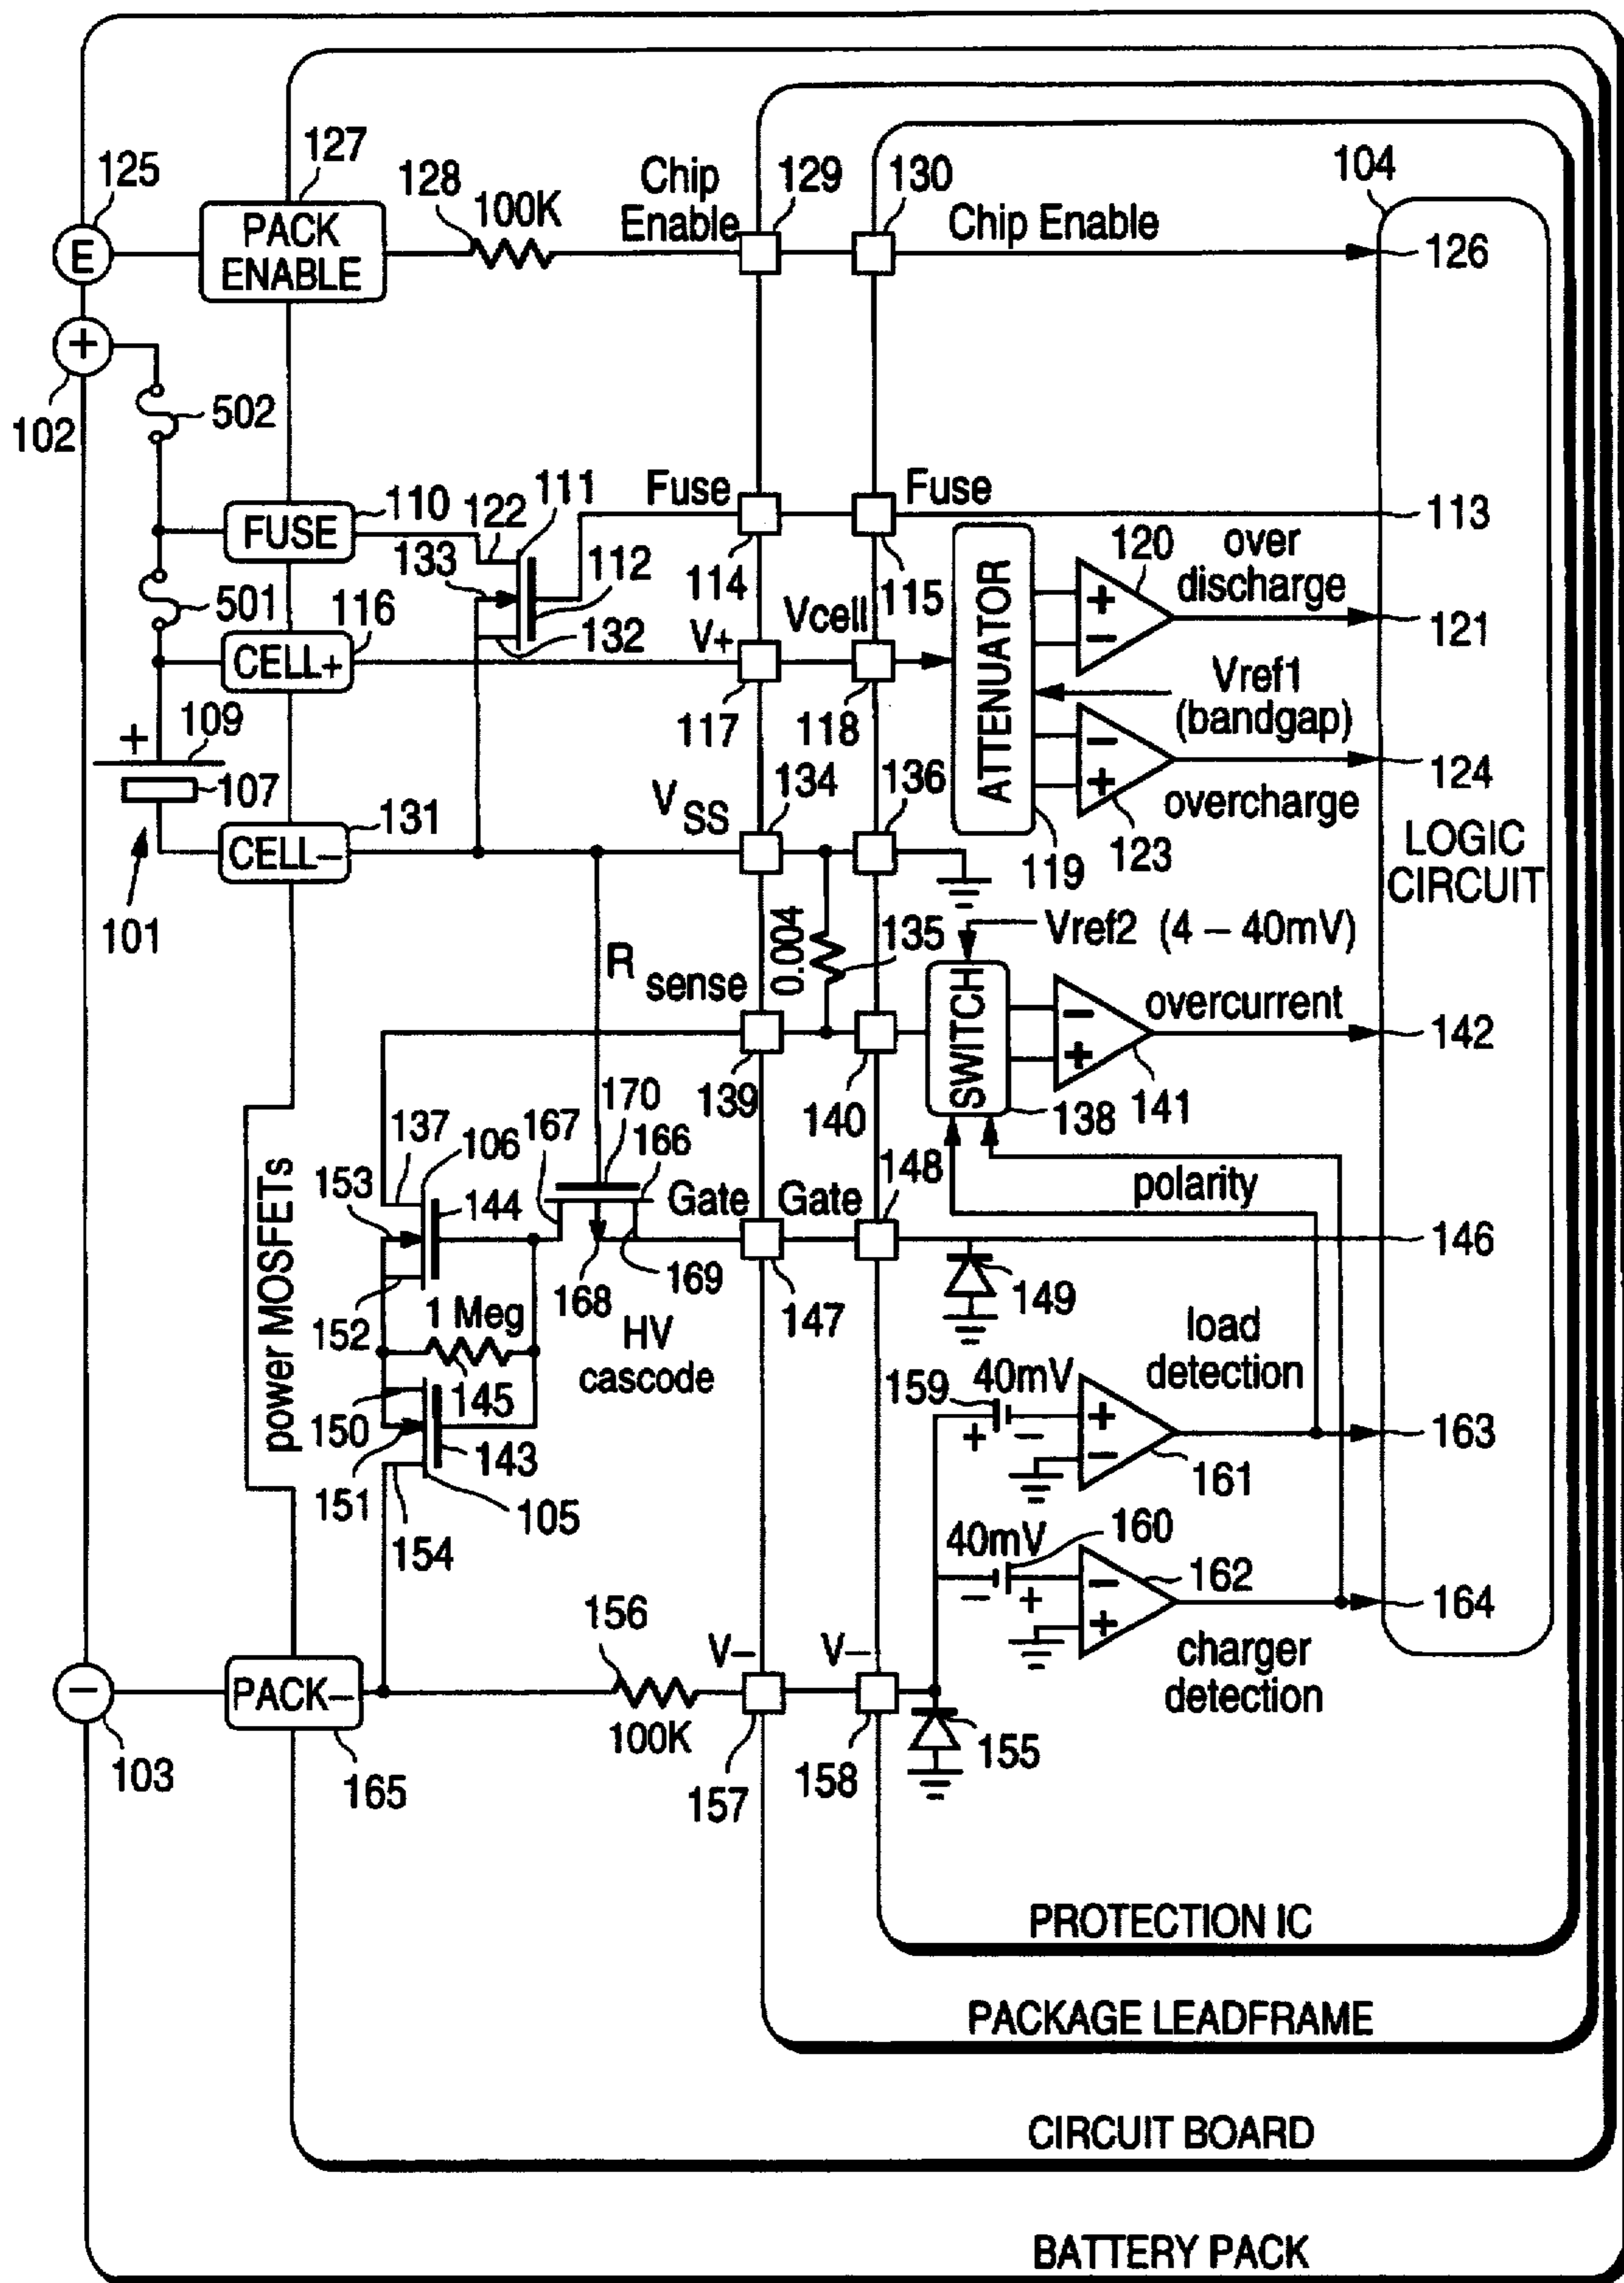 127
125
128
100K
Chip
Enable
129
130
104
PACK
ENABLE
E
Chip Enable
126
+
102
502
110
122
111
Fuse
Fuse
113
FUSE
133
112
114
115
120
over
discharge
501
116
132
V+
Vcell
+
−
121
CELL+
ATTENUATOR
Vref1
(bandgap)
117
118
+
109
107
134
136
−
+
124
VSS
overcharge
131
CELL−
119
123
LOGIC
CIRCUIT
101
Rsense
0.004
135
Vref2 (4 – 40mV)
SWITCH
−
+
overcurrent
142
139
140
138
141
137
106
167
170
166
148
153
144
Gate
Gate
polarity
146
power MOSFETs
168
169
147
149
152
1 Meg
HV
cascode
load
detection
145
159
40mV
150
143
+
−
+
−
163
151
161
105
154
40mV
160
162
−
+
−
+
164
156
V−
V−
charger
detection
−
PACK−
100K
155
103
165
157
158
PROTECTION IC
PACKAGE LEADFRAME
CIRCUIT BOARD
BATTERY PACK